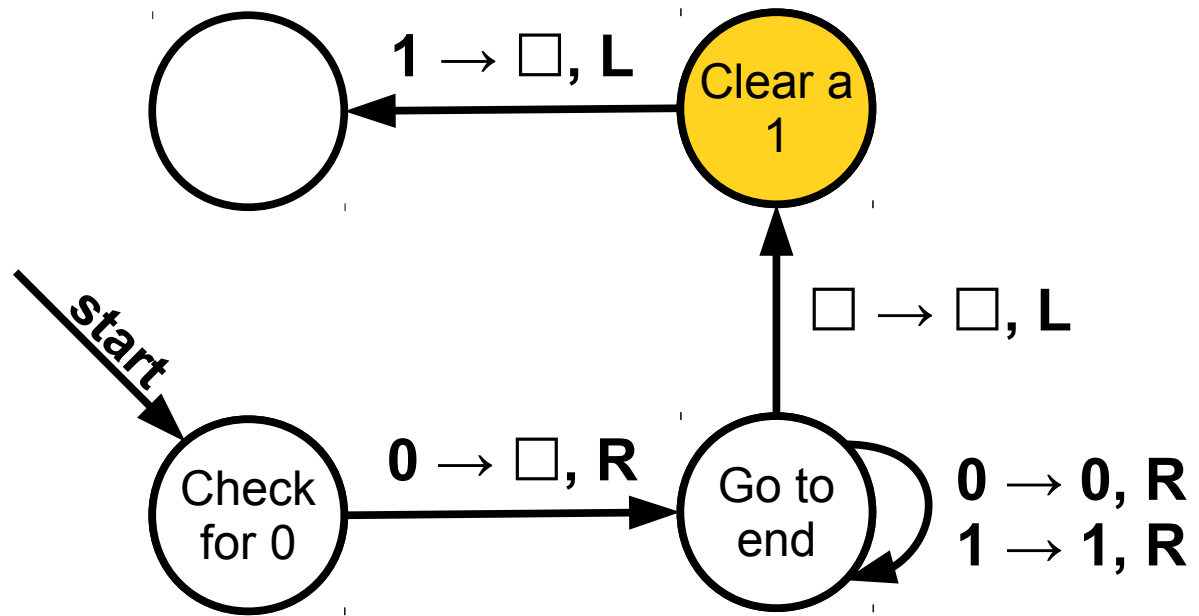 1 → □, L
Clear a
1
start
□ → □, L
Check
for 0
0 → □, R
Go to
end
0 → 0, R
1 → 1, R